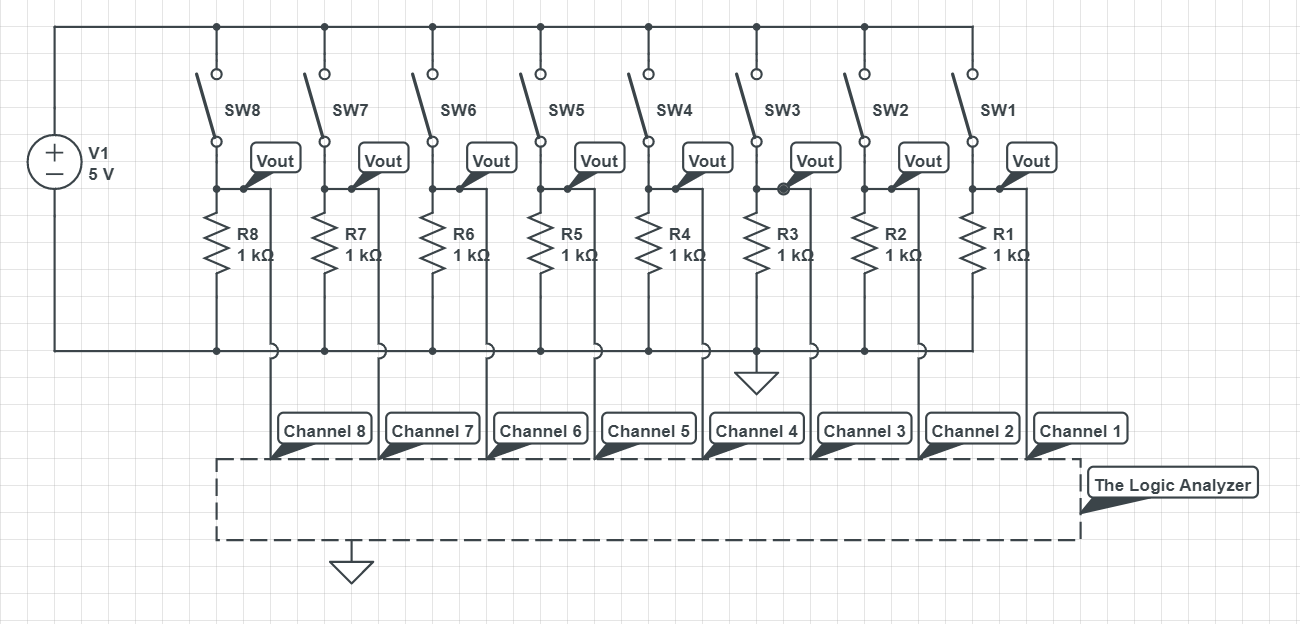 SW8
SW7
SW6
SW5
SW4
SW3
SW2
SW1
V1
5 V
Vout
Vout
Vout
Vout
Vout
Vout
Vout
Vout
R8
1 kΩ
R7
1 kΩ
R6
1 kΩ
R5
1 kΩ
R4
1 kΩ
R3
1 kΩ
R2
1 kΩ
R1
1 kΩ
Channel 8
Channel 7
Channel 6
Channel 5
Channel 4
Channel 3
Channel 2
Channel 1
The Logic Analyzer